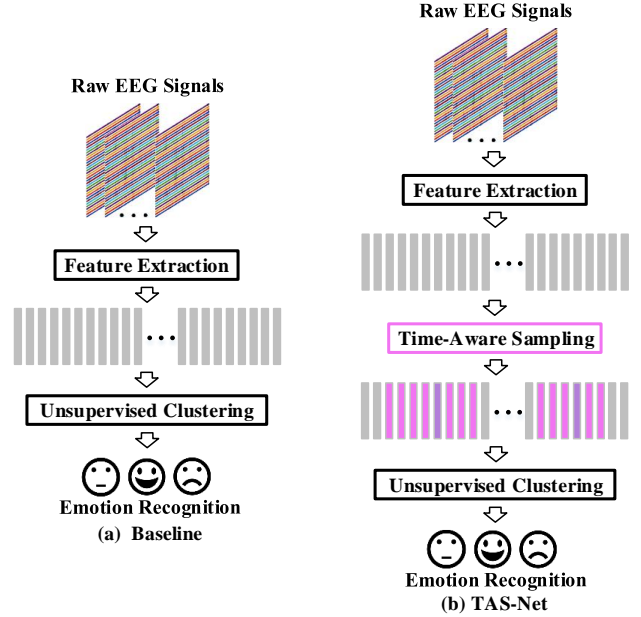 Raw EEG Signals
Feature Extraction
Unsupervised Clustering
Emotion Recognition
(a) Baseline
Raw EEG Signals
Feature Extraction
Time-Aware Sampling
Unsupervised Clustering
Emotion Recognition
(b) TAS-Net